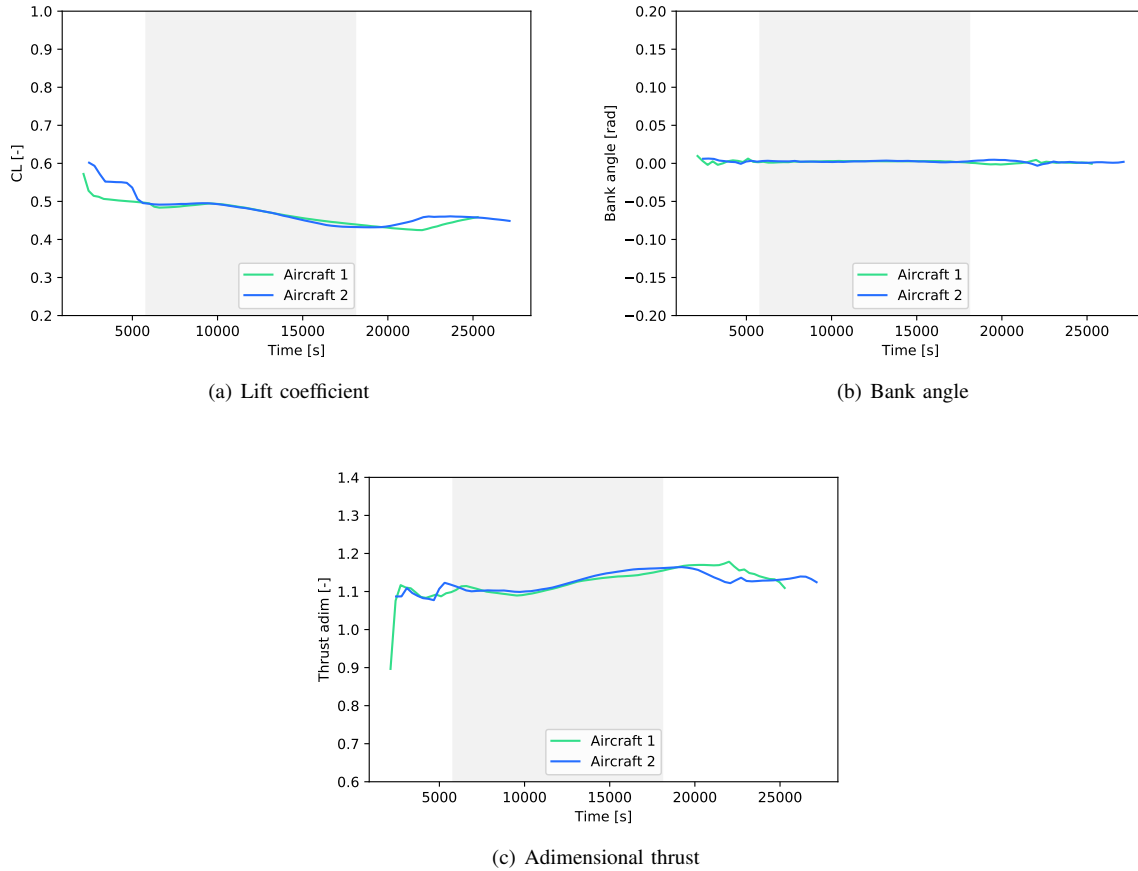 1.0
0.9
0.8
0.7
0.6
0.5
0.4
0.3
0.2
CL [-]
5000 10000 15000 20000 25000
Time [s]
Aircraft 1
Aircraft 2
(a) Lift coefficient
0.20
0.15
0.10
0.05
0.00
−0.05
−0.10
−0.15
−0.20
Bank angle [rad]
5000 10000 15000 20000 25000
Time [s]
Aircraft 1
Aircraft 2
(b) Bank angle
1.4
1.3
1.2
1.1
1.0
0.9
0.8
0.7
0.6
Thrust adim [-]
5000 10000 15000 20000 25000
Time [s]
Aircraft 1
Aircraft 2
(c) Adimensional thrust